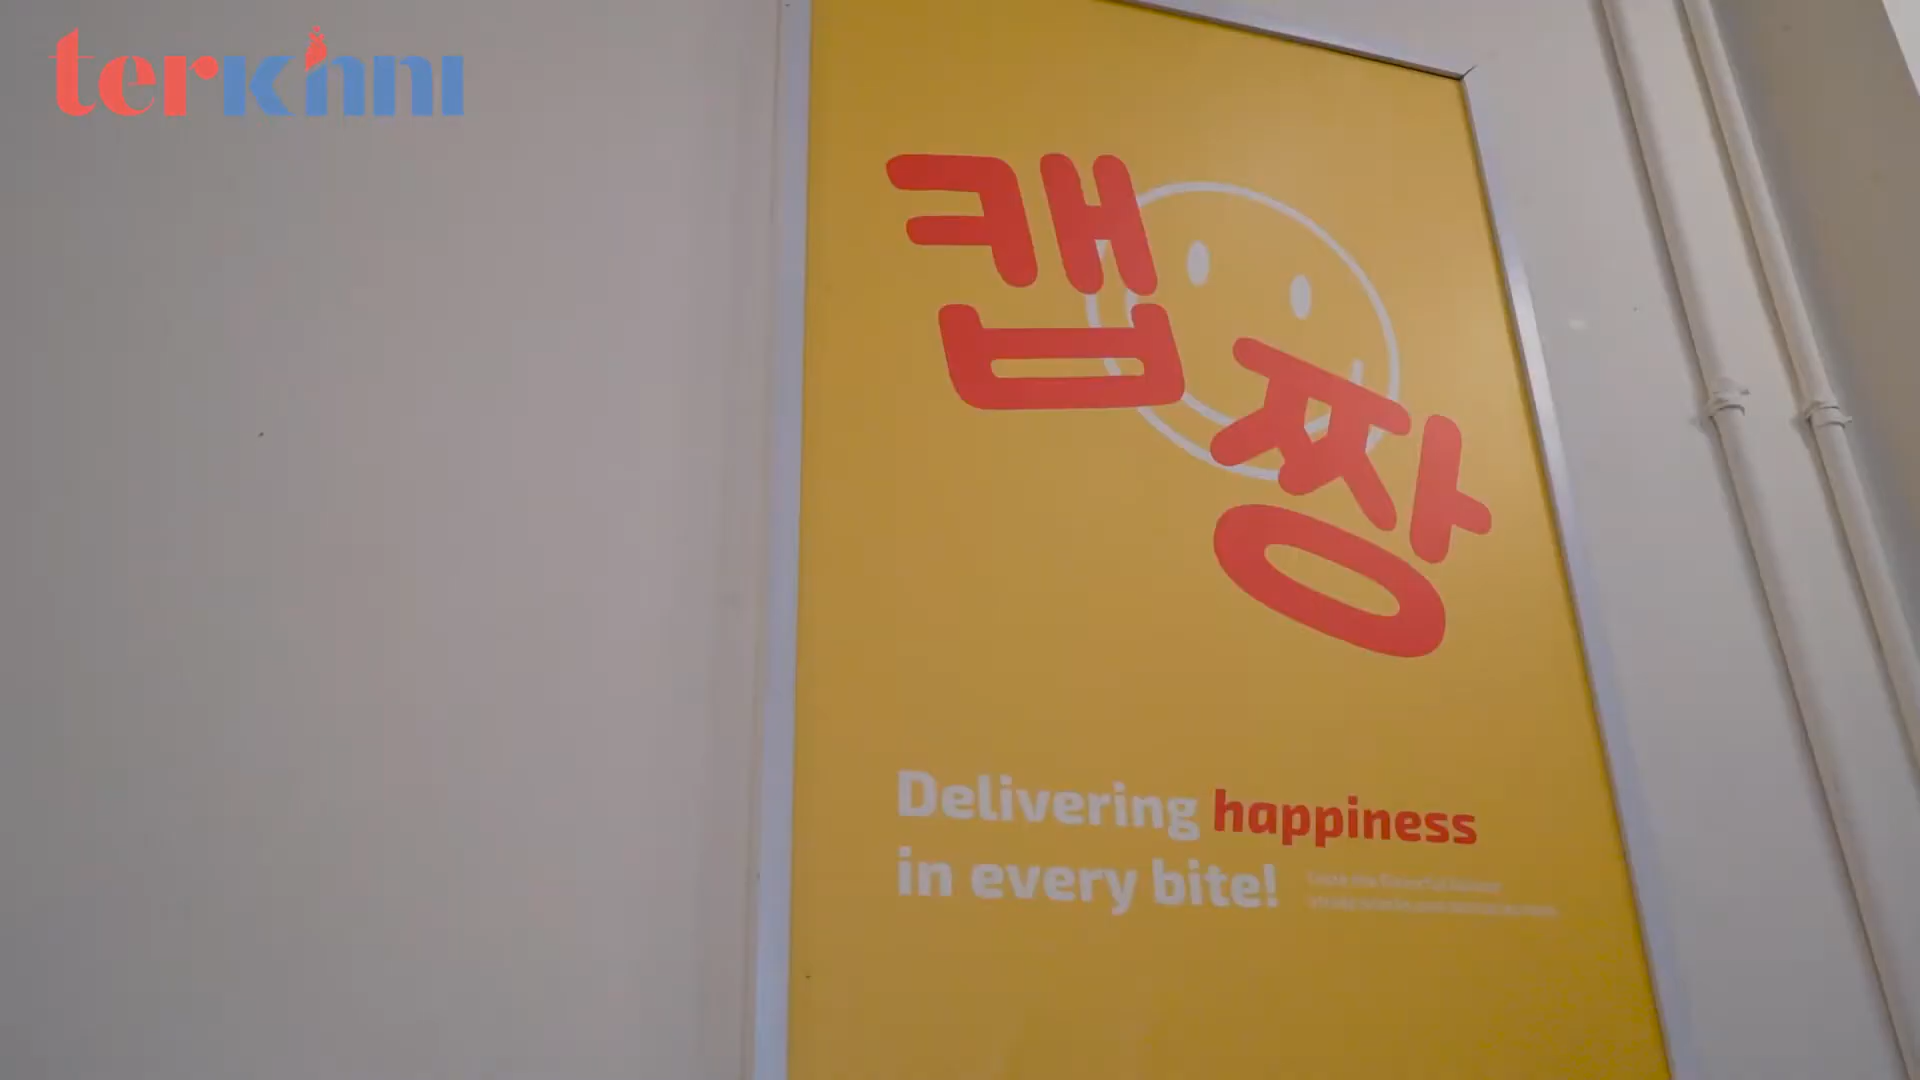 terkini
캡짱
Delivering happiness
in every bite!